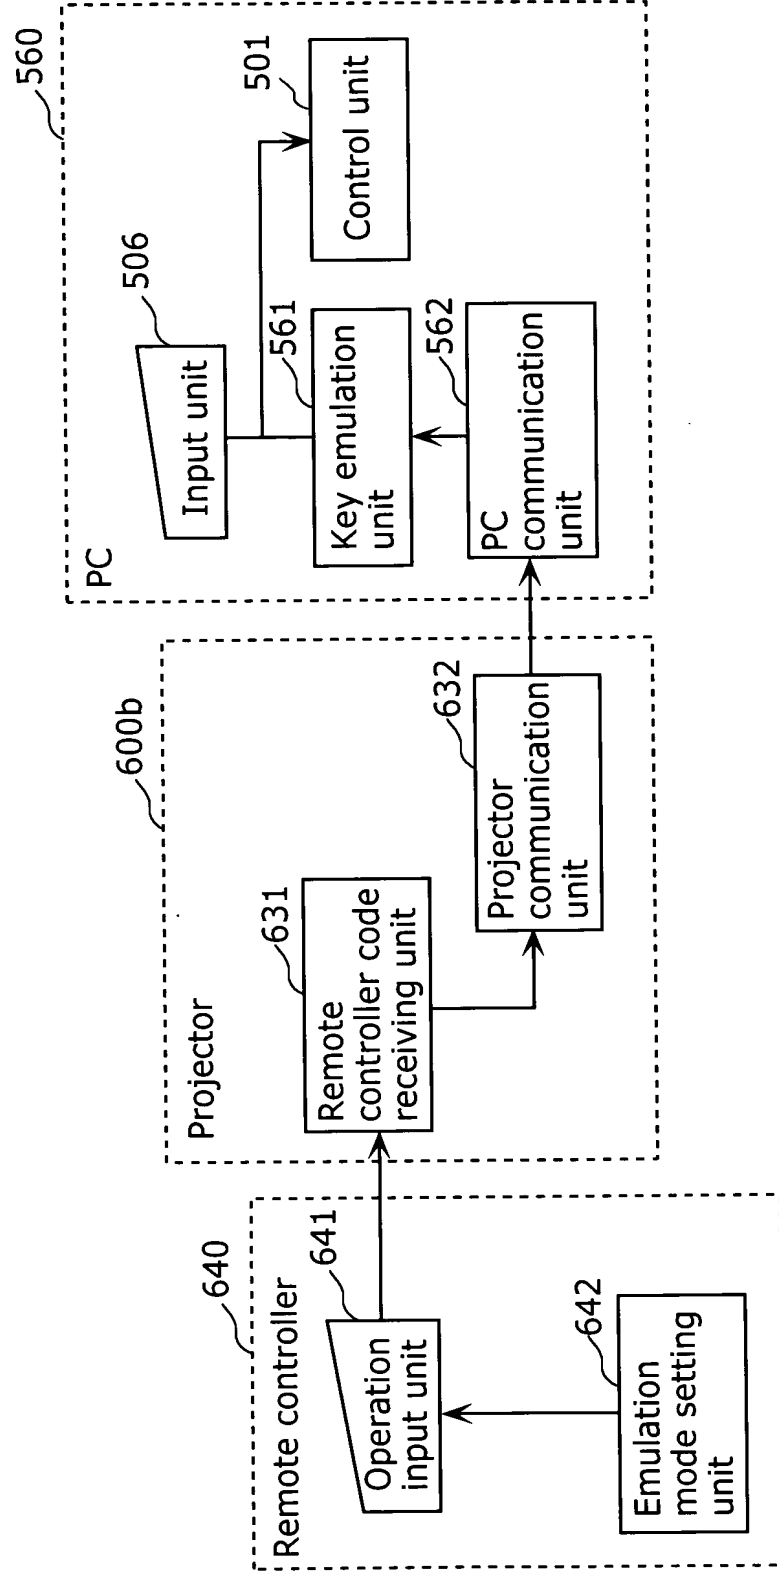 640
Remote controller
641
Operation
input unit
642
Emulation
mode setting
unit
600b
Projector
631
Remote
controller code
receiving unit
632
Projector
communication
unit
560
PC
506
Input unit
501
Control unit
561
Key emulation
unit
562
PC
communication
unit